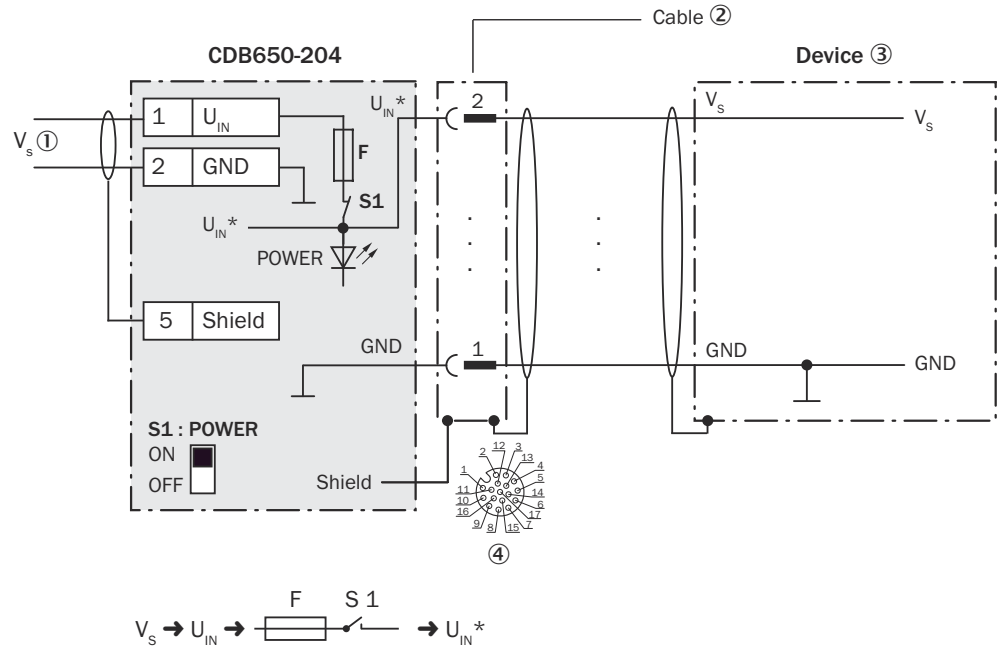 Cable ②
CDB650-204
Device ③
1 U_IN
U_IN*
2
V_S
V_S
V_s ①
F
2 GND
S1
U_IN*
POWER
5 Shield
GND
1
GND
GND
S1 : POWER
ON
OFF
Shield
2 12 3
13
1 4
11 5
10 14
16 6
17
9 8 15 7
④
F S 1
V_S ➔ U_IN ➔ ➔ U_IN*